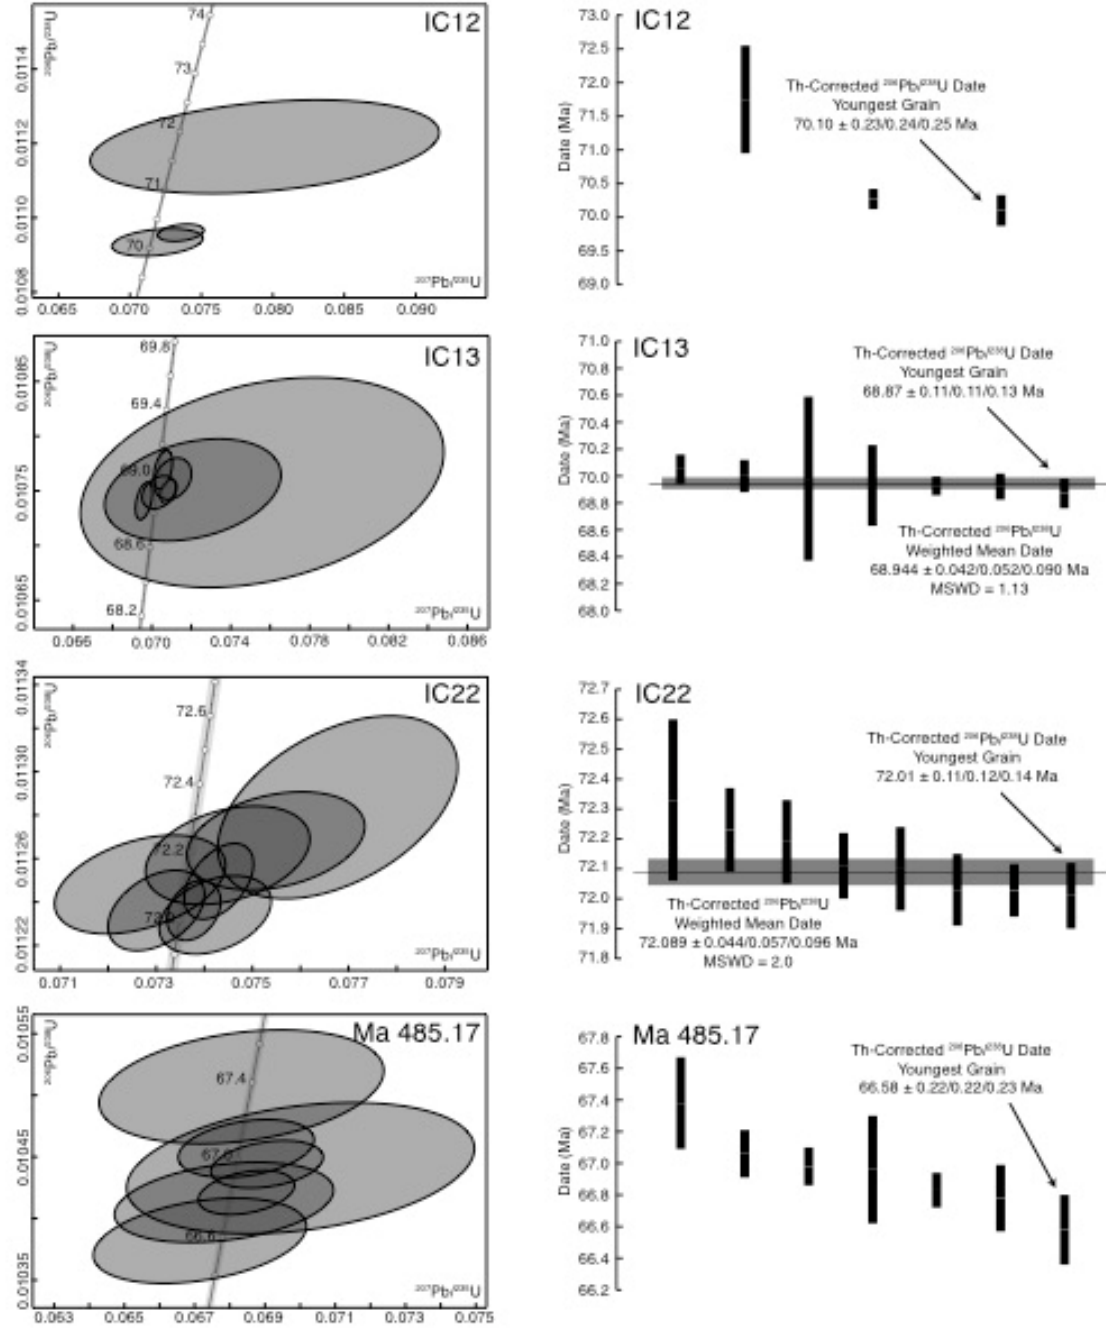 IC12
²⁰⁶Pb/²³⁸U
0.0114
0.0112
0.0110
0.0108
74
73
72
71
70
²⁰⁷Pb/²³⁵U
0.065 0.070 0.075 0.080 0.085 0.090
IC12
Date (Ma)
73.0
72.5
72.0
71.5
71.0
70.5
70.0
69.5
69.0
Th-Corrected ²⁰⁶Pb/²³⁸U Date
Youngest Grain
70.10 ± 0.23/0.24/0.25 Ma
IC13
²⁰⁶Pb/²³⁸U
0.01085
0.01075
0.01065
69.8
69.4
69.0
68.6
68.2
²⁰⁷Pb/²³⁵U
0.066 0.070 0.074 0.078 0.082 0.086
IC13
Date (Ma)
71.0
70.8
70.6
70.4
70.2
70.0
68.8
68.6
68.4
68.2
68.0
Th-Corrected ²⁰⁶Pb/²³⁸U Date
Youngest Grain
68.87 ± 0.11/0.11/0.13 Ma
Th-Corrected ²⁰⁶Pb/²³⁸U
Weighted Mean Date
68.944 ± 0.042/0.052/0.090 Ma
MSWD = 1.13
IC22
²⁰⁶Pb/²³⁸U
0.01134
0.01130
0.01126
0.01122
72.6
72.4
72.2
72.0
²⁰⁷Pb/²³⁵U
0.071 0.073 0.075 0.077 0.079
IC22
Date (Ma)
72.7
72.6
72.5
72.4
72.3
72.2
72.1
72.0
71.9
71.8
Th-Corrected ²⁰⁶Pb/²³⁸U Date
Youngest Grain
72.01 ± 0.11/0.12/0.14 Ma
Th-Corrected ²⁰⁶Pb/²³⁸U
Weighted Mean Date
72.089 ± 0.044/0.057/0.096 Ma
MSWD = 2.0
Ma 485.17
²⁰⁶Pb/²³⁸U
0.01055
0.01045
0.01035
67.4
67.0
66.6
²⁰⁷Pb/²³⁵U
0.063 0.065 0.067 0.069 0.071 0.073 0.075
Ma 485.17
Date (Ma)
67.8
67.6
67.4
67.2
67.0
66.8
66.6
66.4
66.2
Th-Corrected ²⁰⁶Pb/²³⁸U Date
Youngest Grain
66.58 ± 0.22/0.22/0.23 Ma